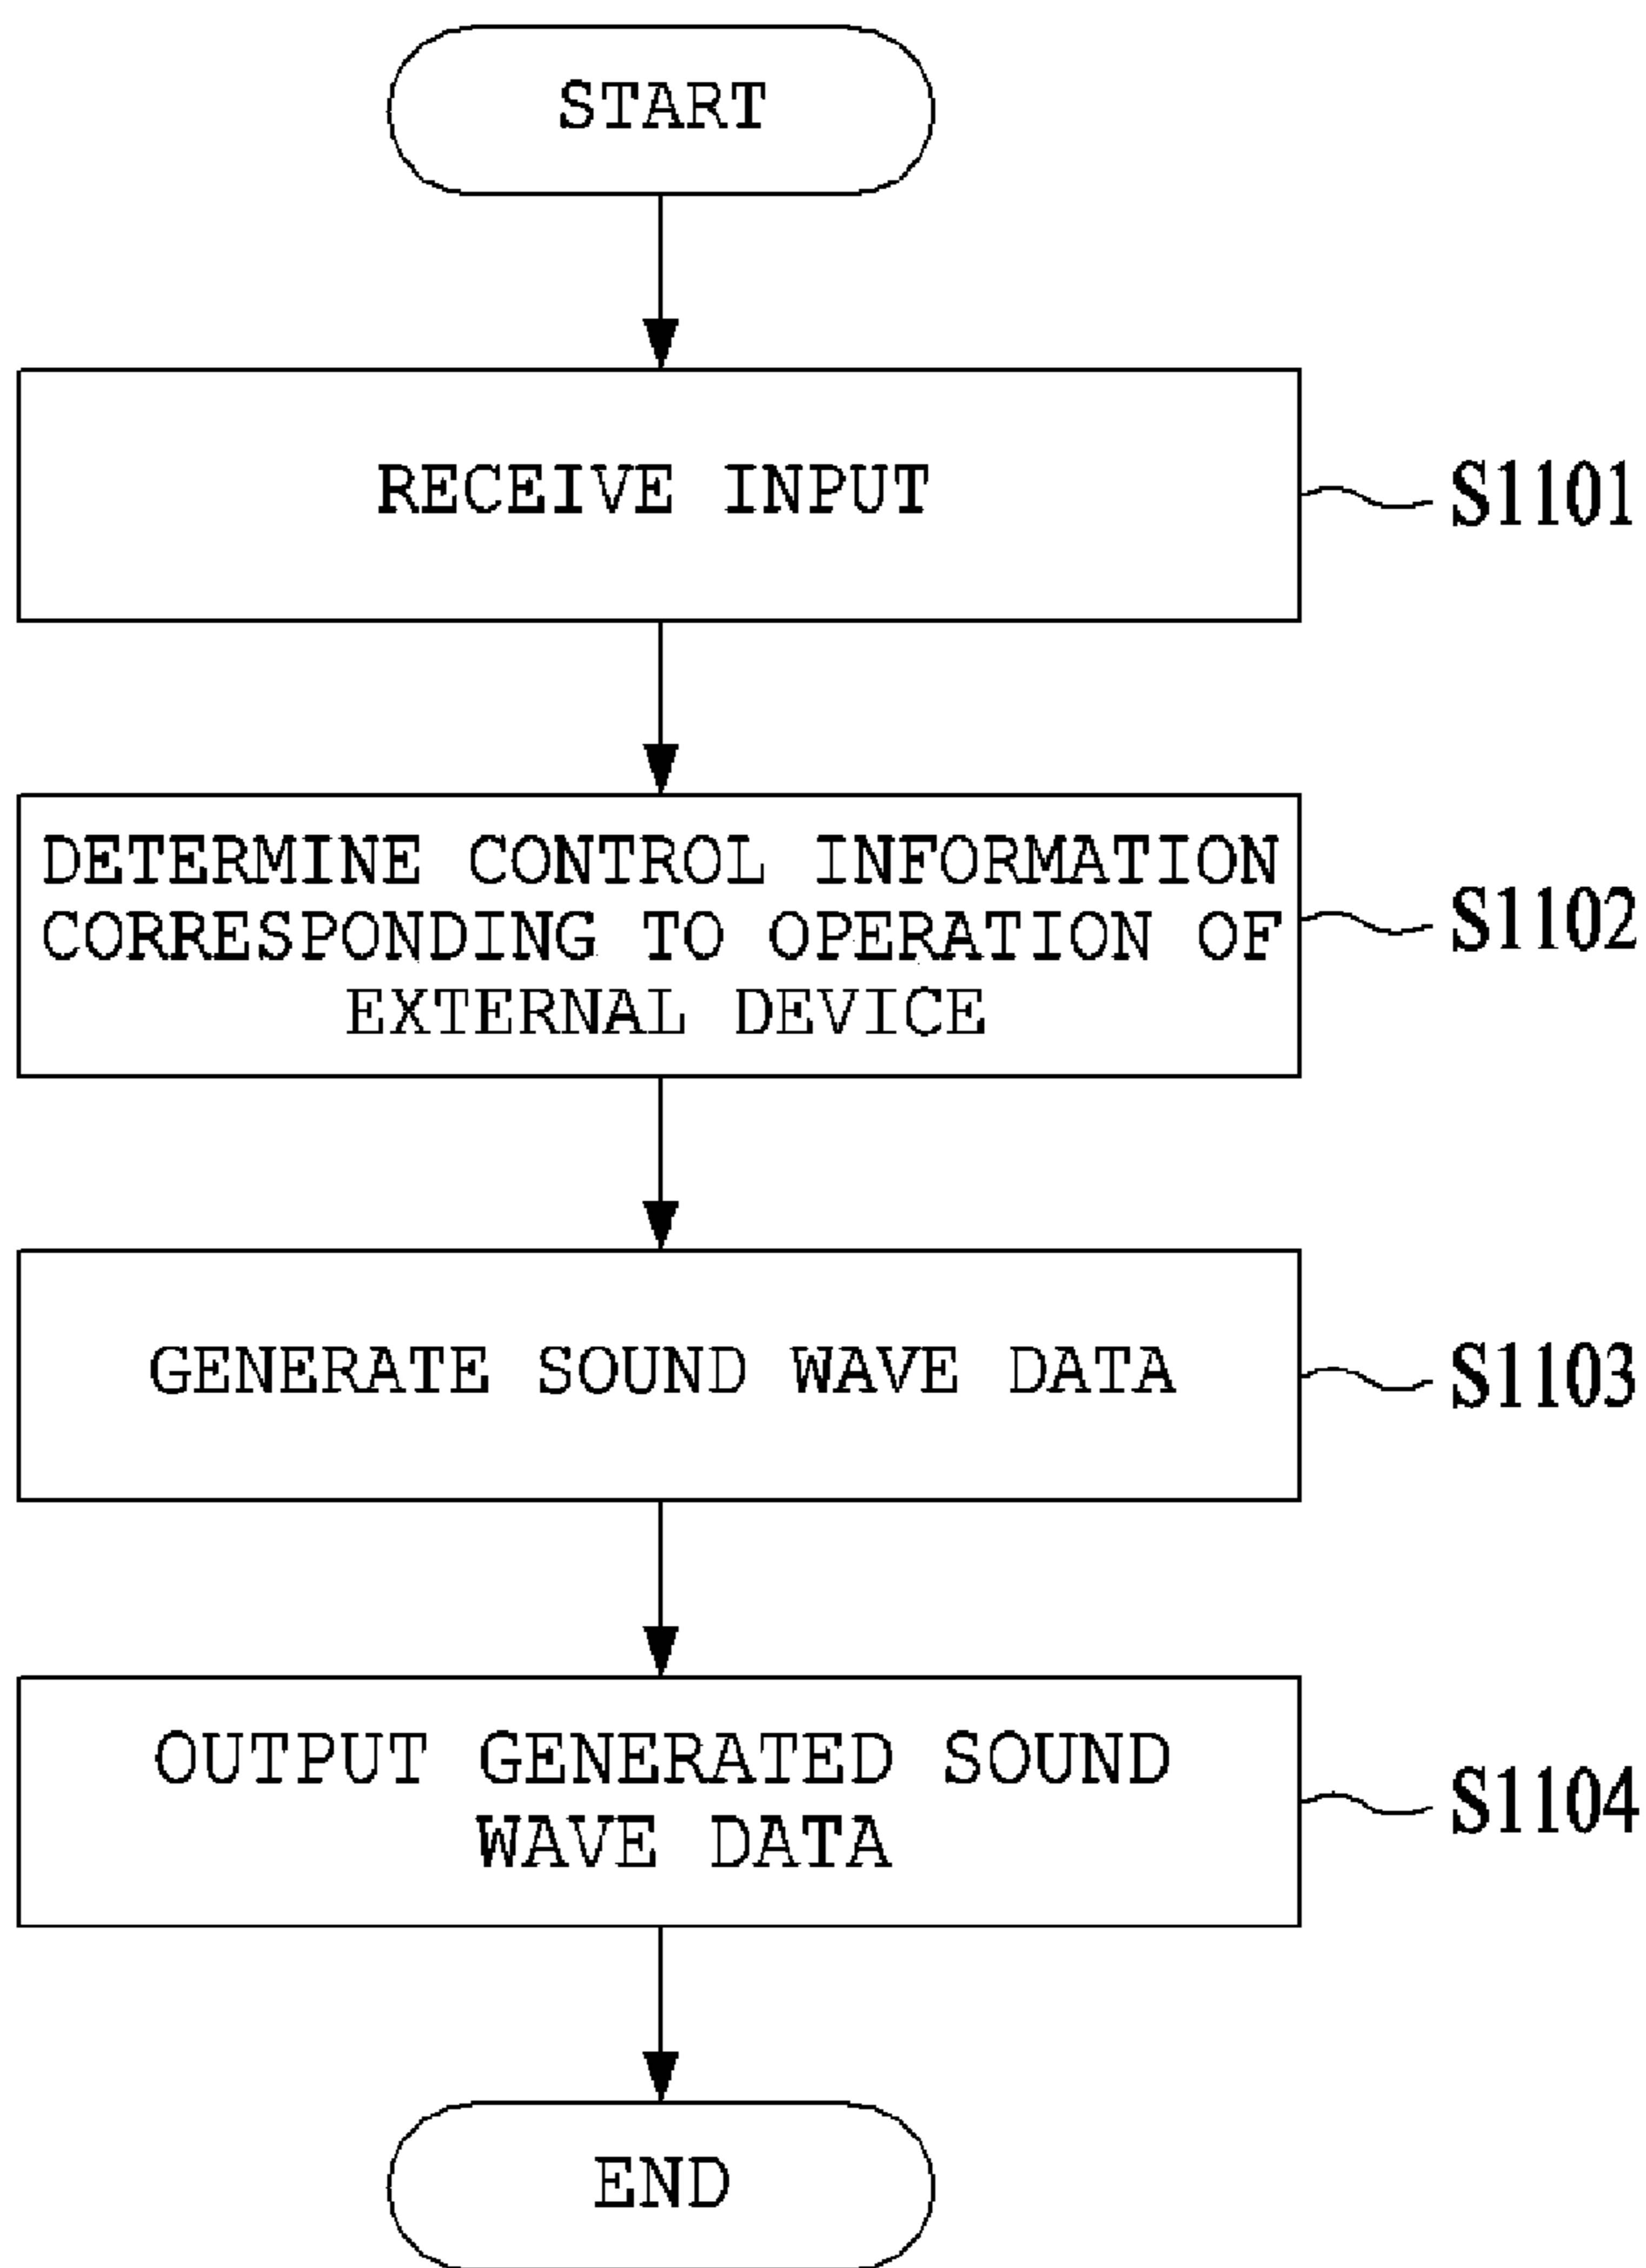 START
RECEIVE INPUT
S1101
DETERMINE CONTROL INFORMATION
CORRESPONDING TO OPERATION OF
EXTERNAL DEVICE
S1102
GENERATE SOUND WAVE DATA
S1103
OUTPUT GENERATED SOUND
WAVE DATA
S1104
END